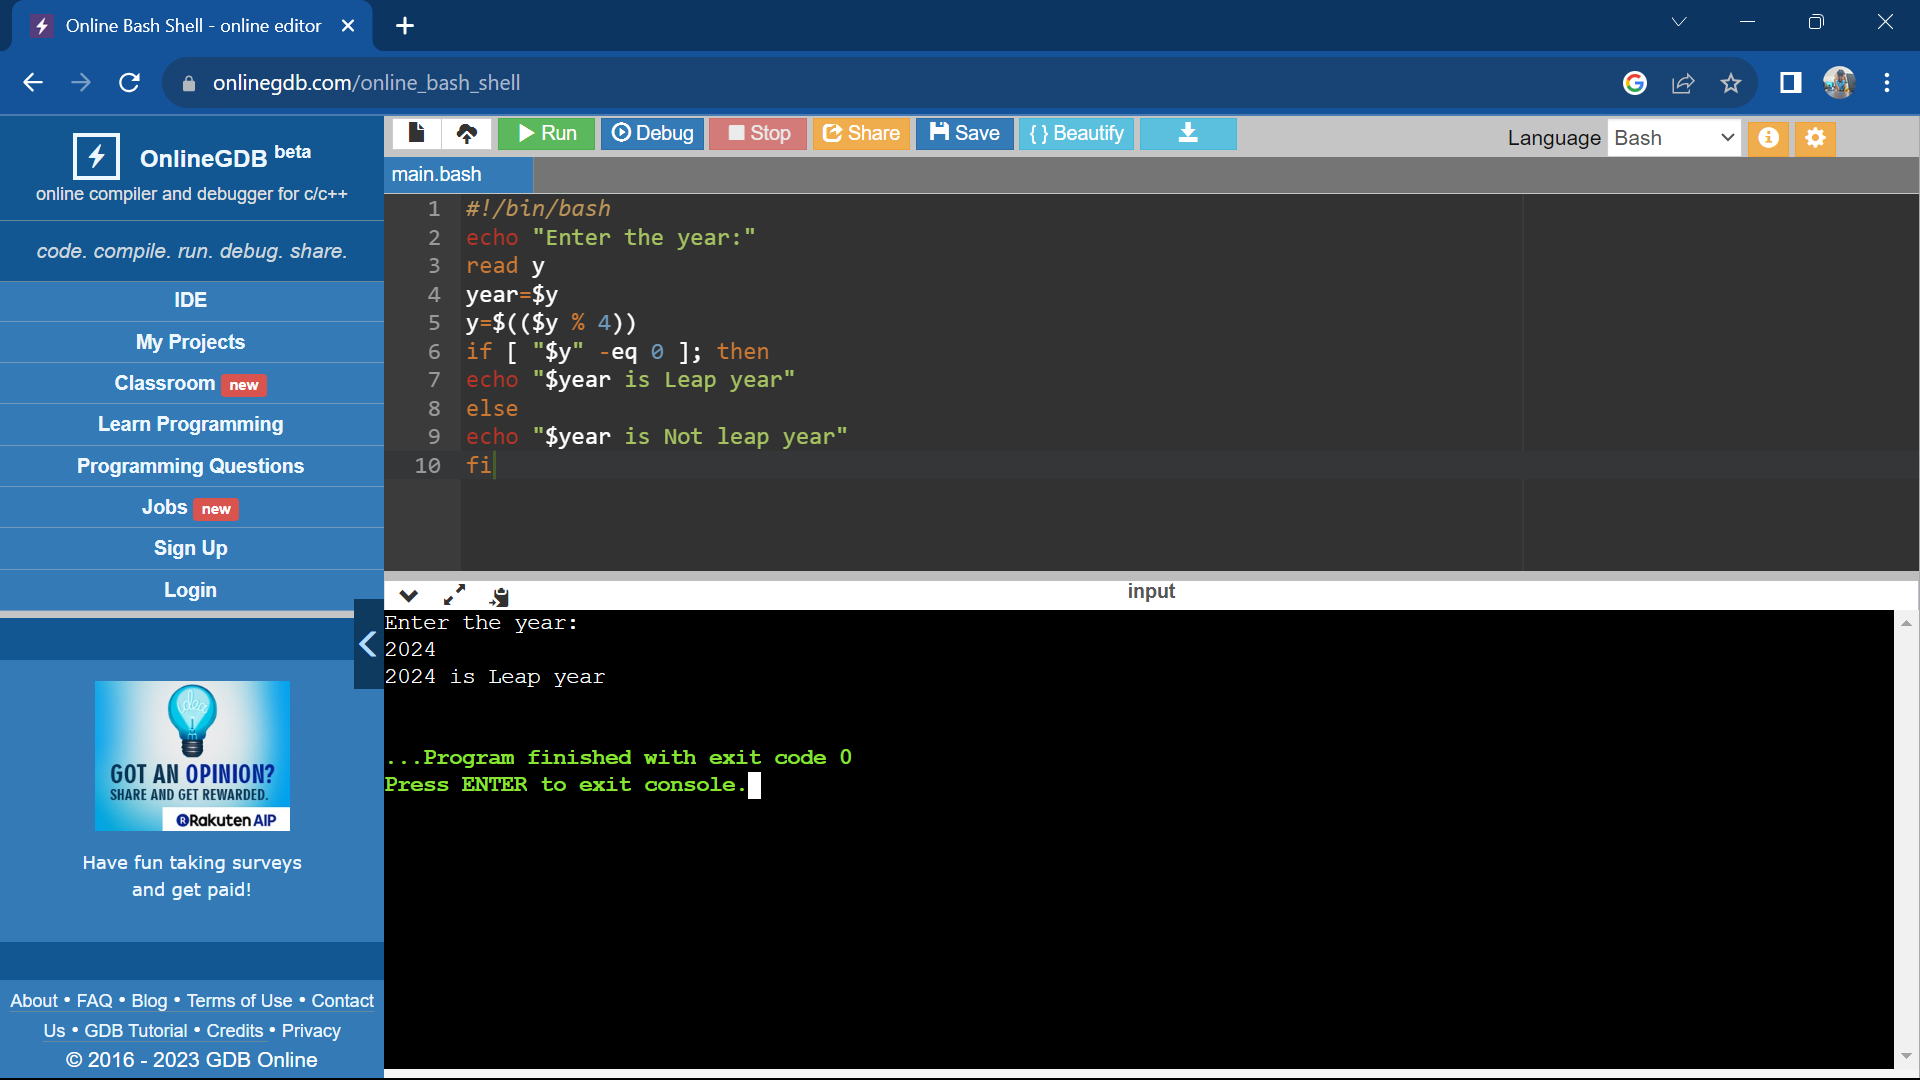 Online Bash Shell - online editor
onlinegdb.com/online_bash_shell
OnlineGDB beta
online compiler and debugger for c/c++
code. compile. run. debug. share.
IDE
My Projects
Classroom new
Learn Programming
Programming Questions
Jobs new
Sign Up
Login
idea
GOT AN OPINION?
SHARE AND GET REWARDED.
Rakuten AIP
Have fun taking surveys
and get paid!
About • FAQ • Blog • Terms of Use • Contact
Us • GDB Tutorial • Credits • Privacy
© 2016 - 2023 GDB Online
Run Debug Stop Share Save {} Beautify
Language Bash
main.bash
1 #!/bin/bash
2 echo "Enter the year:"
3 read y
4 year=$y
5 y=$(($y % 4))
6 if [ "$y" -eq 0 ]; then
7 echo "$year is Leap year"
8 else
9 echo "$year is Not leap year"
10 fi
input
Enter the year:
2024
2024 is Leap year
...Program finished with exit code 0
Press ENTER to exit console.